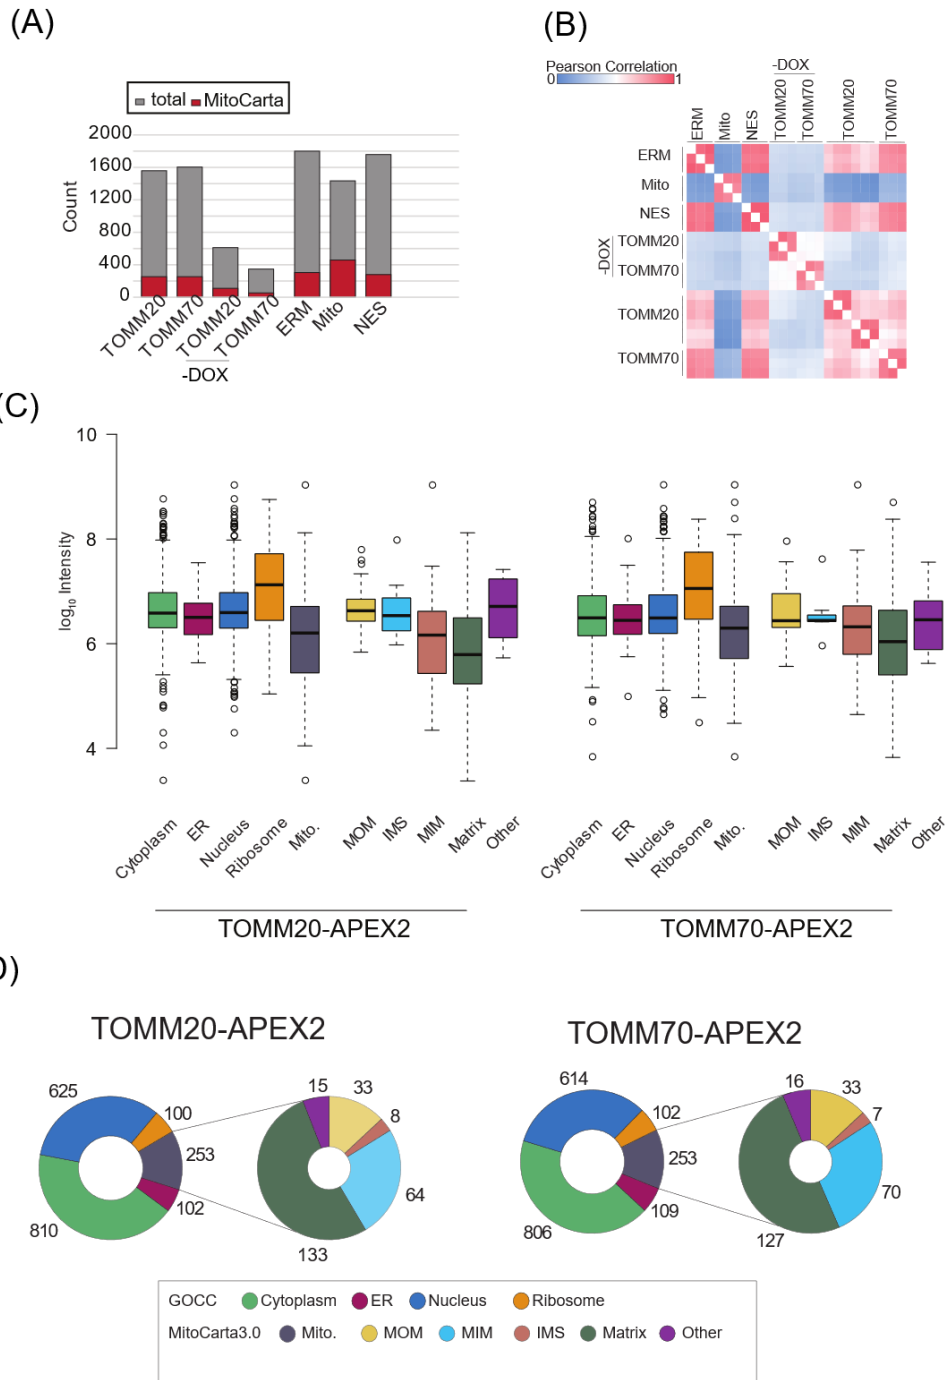 (A)
total MitoCarta
2000
1600
1200
800
400
0
Count
TOMM20
TOMM70
TOMM20
TOMM70
ERM
Mito
NES
-DOX
(B)
Pearson Correlation
0 1
-DOX
ERM
Mito
NES
TOMM20
TOMM70
TOMM20
TOMM70
ERM
Mito
NES
-DOX
TOMM20
TOMM70
TOMM20
TOMM70
(C)
10
8
6
4
log10 Intensity
Cytoplasm
ER
Nucleus
Ribosome
Mito.
MOM
IMS
MIM
Matrix
Other
TOMM20-APEX2
Cytoplasm
ER
Nucleus
Ribosome
Mito.
MOM
IMS
MIM
Matrix
Other
TOMM70-APEX2
D)
TOMM20-APEX2
625
100
253
102
810
15
33
8
64
133
TOMM70-APEX2
614
102
253
109
806
16
33
7
70
127
GOCC Cytoplasm ER Nucleus Ribosome
MitoCarta3.0 Mito. MOM MIM IMS Matrix Other